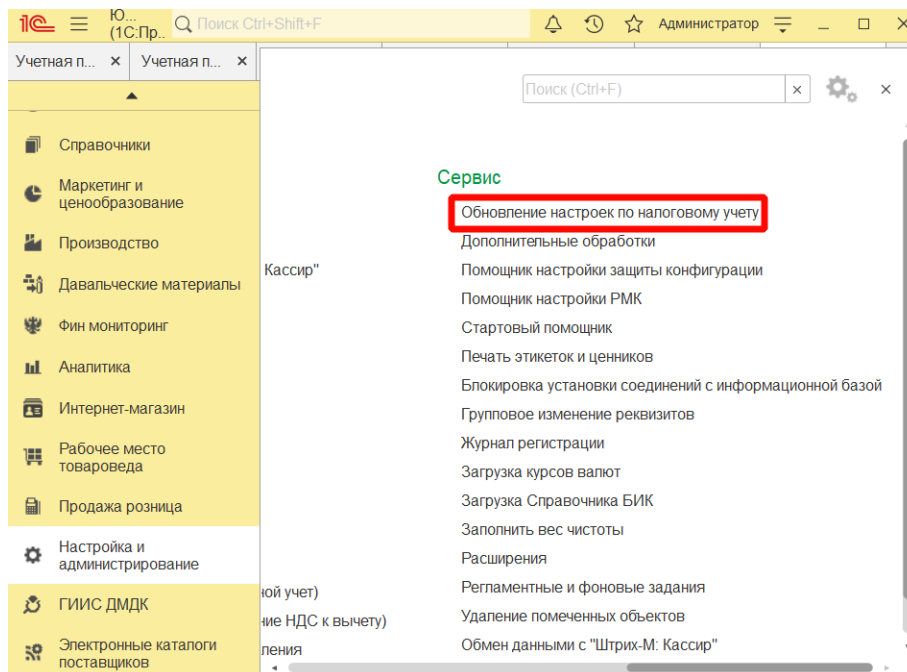 1С Ю... (1С:Пр.. Поиск Ctrl+Shift+F Администратор
Учетная п... Учетная п...
Поиск (Ctrl+F)
Справочники
Маркетинг и
ценообразование
Производство
Давальческие материалы
Фин мониторинг
Аналитика
Интернет-магазин
Рабочее место
товароведа
Продажа розница
Настройка и
администрирование
ГИИС ДМДК
Электронные каталоги
поставщиков
Кассир"
ной учет)
ние НДС к вычету)
ления
Сервис
Обновление настроек по налоговому учету
Дополнительные обработки
Помощник настройки защиты конфигурации
Помощник настройки РМК
Стартовый помощник
Печать этикеток и ценников
Блокировка установки соединений с информационной базой
Групповое изменение реквизитов
Журнал регистрации
Загрузка курсов валют
Загрузка Справочника БИК
Заполнить вес чистоты
Расширения
Регламентные и фоновые задания
Удаление помеченных объектов
Обмен данными с "Штрих-М: Кассир"